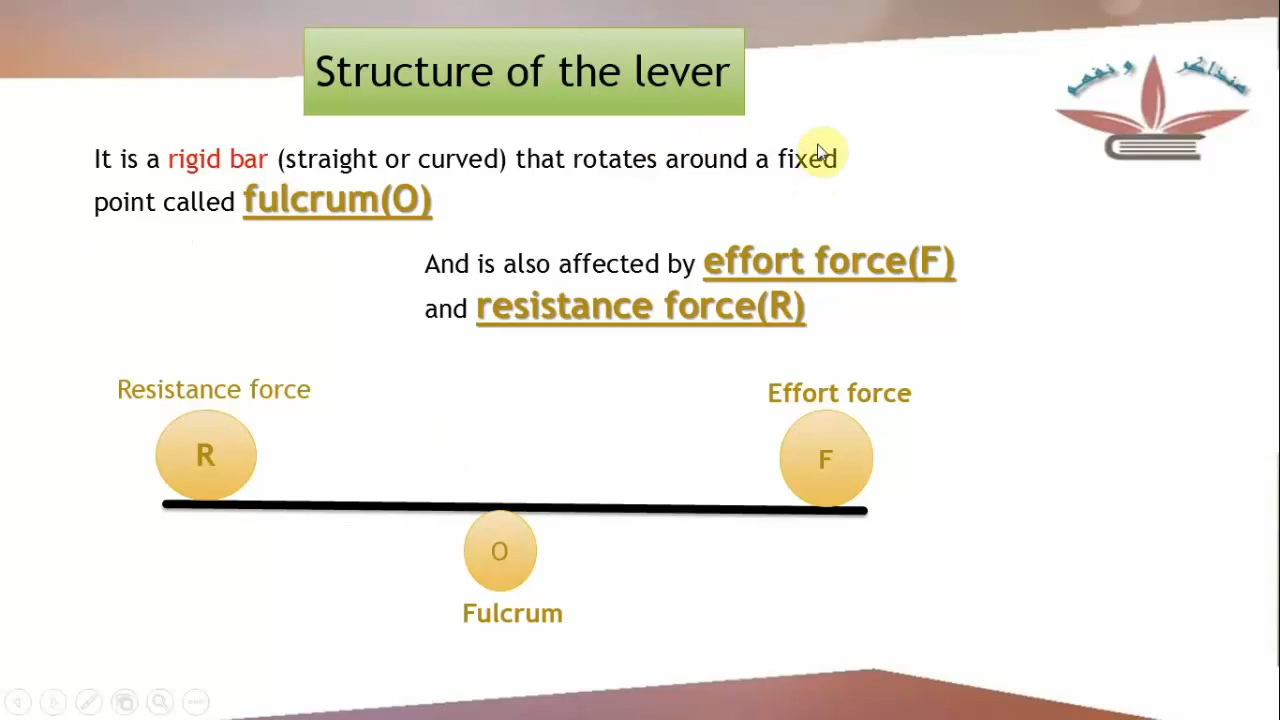 Structure of the lever
It is a rigid bar (straight or curved) that rotates around a fixed
point called fulcrum(O)
And is also affected by effort force(F)
and resistance force(R)
Resistance force
Effort force
R
F
O
Fulcrum